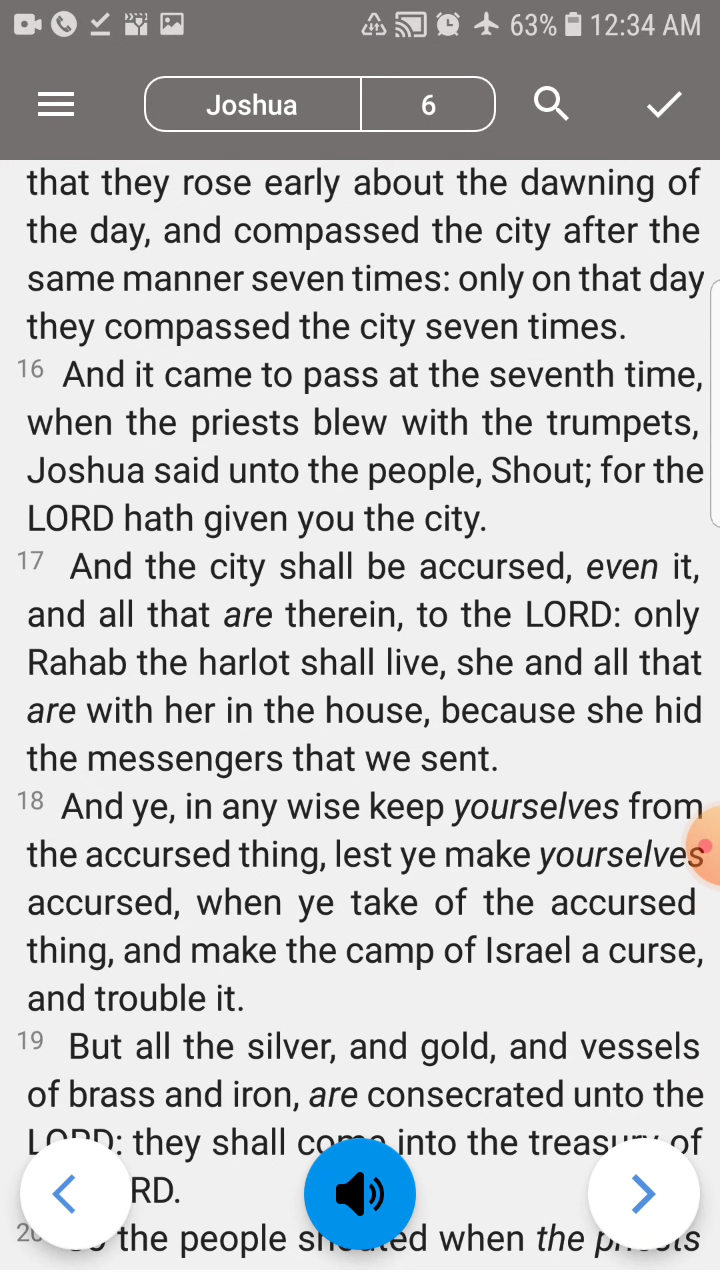 63% 12:34 AM
Joshua 6
that they rose early about the dawning of
the day, and compassed the city after the
same manner seven times: only on that day
they compassed the city seven times.
16 And it came to pass at the seventh time,
when the priests blew with the trumpets,
Joshua said unto the people, Shout; for the
LORD hath given you the city.
17 And the city shall be accursed, even it,
and all that are therein, to the LORD: only
Rahab the harlot shall live, she and all that
are with her in the house, because she hid
the messengers that we sent.
18 And ye, in any wise keep yourselves from
the accursed thing, lest ye make yourselves
accursed, when ye take of the accursed
thing, and make the camp of Israel a curse,
and trouble it.
19 But all the silver, and gold, and vessels
of brass and iron, are consecrated unto the
LORD: they shall come into the treasury of
RD.
the people shouted when the priests